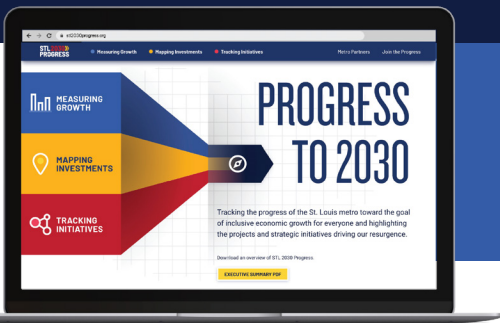 stl2030progress.org
STL 2030
PROGRESS
Measuring Growth
Mapping Investments
Tracking Initiatives
Metro Partners
Join the Progress
MEASURING
GROWTH
MAPPING
INVESTMENTS
TRACKING
INITIATIVES
PROGRESS
TO 2030
Tracking the progress of the St. Louis metro toward the goal
of inclusive economic growth for everyone and highlighting
the projects and strategic initiatives driving our resurgence.
Download an overview of STL 2030 Progress
EXECUTIVE SUMMARY PDF